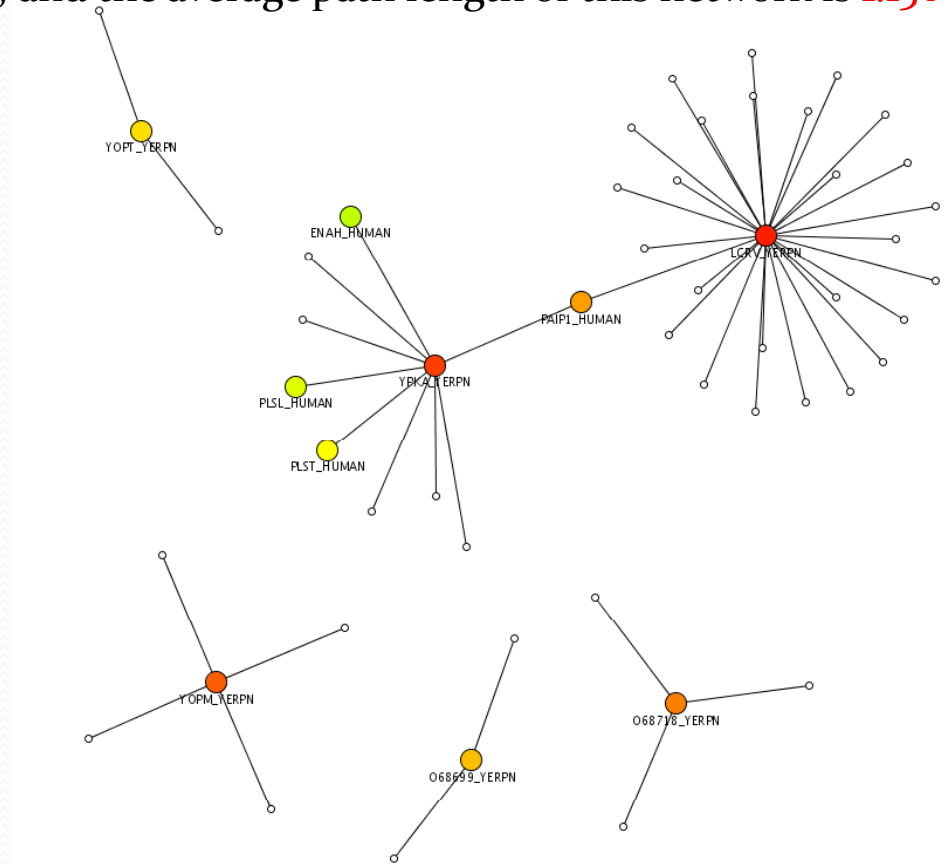 and the average path length of this network is
YOPT_YERPN
ENAH_HUMAN
LCRV_YERPN
PAIP1_HUMAN
YPKA_YERPN
PLSL_HUMAN
PLST_HUMAN
YOPM_YERPN
O68718_YERPN
O68699_YERPN